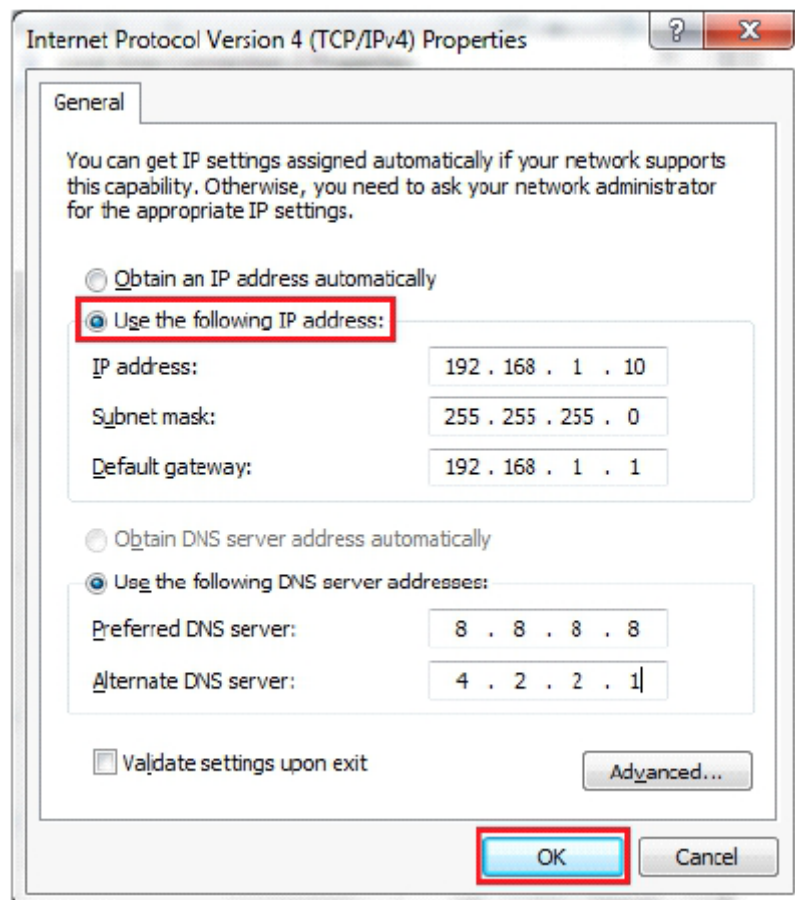 Internet Protocol Version 4 (TCP/IPv4) Properties
General
You can get IP settings assigned automatically if your network supports
this capability. Otherwise, you need to ask your network administrator
for the appropriate IP settings.
Obtain an IP address automatically
Use the following IP address:
IP address: 192 . 168 . 1 . 10
Subnet mask: 255 . 255 . 255 . 0
Default gateway: 192 . 168 . 1 . 1
Obtain DNS server address automatically
Use the following DNS server addresses:
Preferred DNS server: 8 . 8 . 8 . 8
Alternate DNS server: 4 . 2 . 2 . 1
Validate settings upon exit
Advanced...
OK Cancel